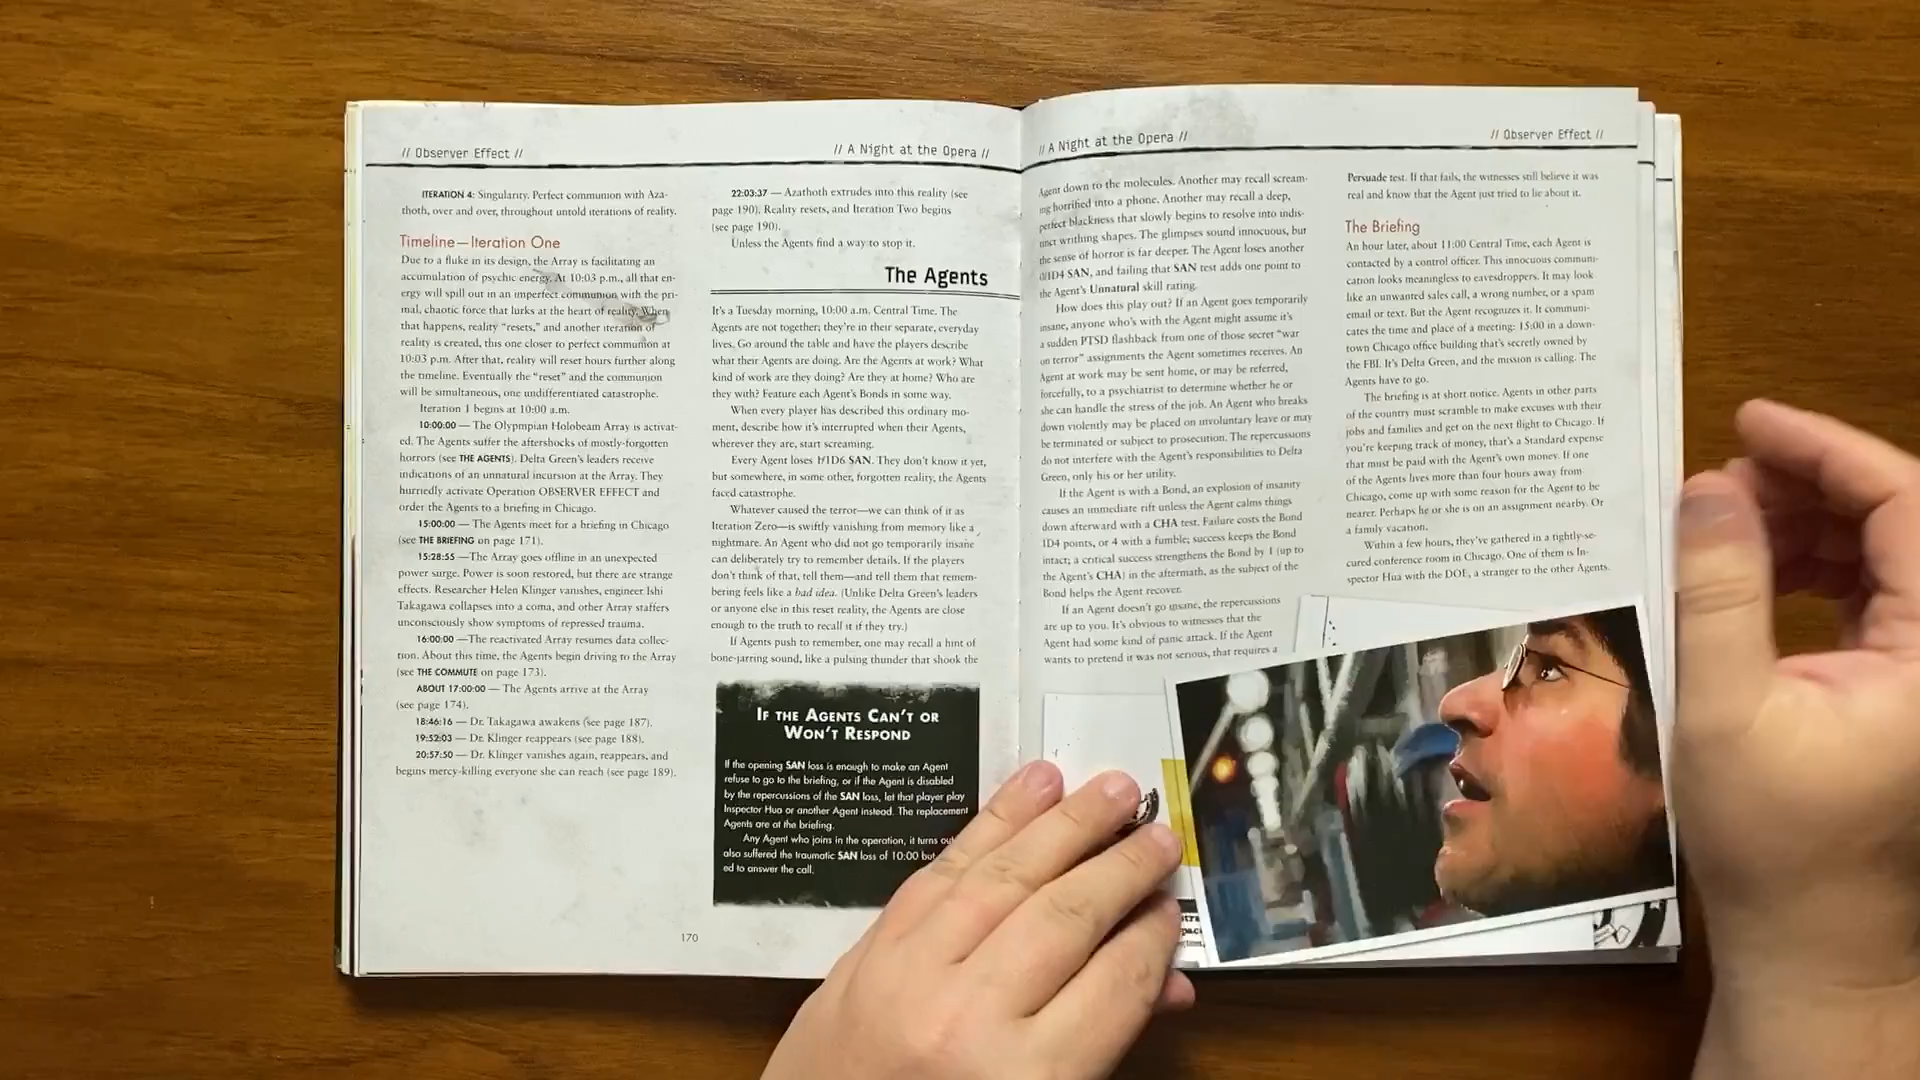 // Observer Effect //
// A Night at the Opera //
ITERATION 4: Singularity. Perfect communion with Aza-
thoth, over and over, throughout untold iterations of reality.
Timeline—Iteration One
Due to a fluke in its design, the Array is facilitating an
accumulation of psychic energy. At 10:03 p.m., all that en-
ergy will spill out in an imperfect communion with the pri-
mal, chaotic force that lurks at the heart of reality. When
that happens, reality “resets,” and another iteration of
reality is created, this one closer to perfect communion at
10:03 p.m. After that, reality will reset hours further along
the timeline. Eventually the “reset” and the communion
will be simultaneous, one undifferentiated catastrophe.
Iteration 1 begins at 10:00 a.m.
10:00:00 — The Olypmpian Holobeam Array is activat-
ed. The Agents suffer the aftershocks of mostly-forgotten
horrors (see THE AGENTS). Delta Green’s leaders receive
indications of an unnatural incursion at the Array. They
hurriedly activate Operation OBSERVER EFFECT and
order the Agents to a briefing in Chicago.
15:00:00 — The Agents meet for a briefing in Chicago
(see THE BRIEFING on page 171).
15:28:55 —The Array goes offline in an unexpected
power surge. Power is soon restored, but there are strange
effects. Researcher Helen Klinger vanishes, engineer Ishi
Takagawa collapses into a coma, and other Array staffers
unconsciously show symptoms of repressed trauma.
16:00:00 —The reactivated Array resumes data collec-
tion. About this time, the Agents begin driving to the Array
(see THE COMMUTE on page 173).
ABOUT 17:00:00 — The Agents arrive at the Array
(see page 174).
18:46:16 — Dr. Takagawa awakens (see page 187).
19:52:03 — Dr. Klinger reappears (see page 188).
20:57:50 — Dr. Klinger vanishes again, reappears, and
begins mercy-killing everyone she can reach (see page 189).
22:03:37 — Azathoth extrudes into this reality (see
page 190). Reality resets, and Iteration Two begins
(see page 190).
Unless the Agents find a way to stop it.
The Agents
It’s a Tuesday morning, 10:00 a.m. Central Time. The
Agents are not together; they’re in their separate, everyday
lives. Go around the table and have the players describe
what their Agents are doing. Are the Agents at work? What
kind of work are they doing? Are they at home? Who are
they with? Feature each Agent’s Bonds in some way.
When every player has described this ordinary mo-
ment, describe how it’s interrupted when their Agents,
wherever they are, start screaming.
Every Agent loses 1/1D6 SAN. They don’t know it yet,
but somewhere, in some other, forgotten reality, the Agents
faced catastrophe.
Whatever caused the terror—we can think of it as
Iteration Zero—is swiftly vanishing from memory like a
nightmare. An Agent who did not go temporarily insane
can deliberately try to remember details. If the players
don’t think of that, tell them—and tell them that remem-
bering feels like a bad idea. (Unlike Delta Green’s leaders
or anyone else in this reset reality, the Agents are close
enough to the truth to recall it if they try.)
If Agents push to remember, one may recall a hint of
bone-jarring sound, like a pulsing thunder that shook the
IF THE AGENTS CAN’T OR
WON’T RESPOND
If the opening SAN loss is enough to make an Agent
refuse to go to the briefing, or if the Agent is disabled
by the repercussions of the SAN loss, let that player play
Inspector Hua or another Agent instead. The replacement
Agents are at the briefing.
Any Agent who joins in the operation, it turns
also suffered the traumatic SAN loss of 10:00 but
ed to answer the call.
170
// A Night at the Opera //
// Observer Effect //
Agent down to the molecules. Another may recall scream-
ing horrified into a phone. Another may recall a deep,
perfect blackness that slowly begins to resolve into indis-
tinct writhing shapes. The glimpses sound innocuous, but
the sense of horror is far deeper. The Agent loses another
0/1D4 SAN, and failing that SAN test adds one point to
the Agent’s Unnatural skill rating.
How does this play out? If an Agent goes temporarily
insane, anyone who’s with the Agent might assume it’s
a sudden PTSD flashback from one of those secret “war
on terror” assignments the Agent sometimes receives. An
Agent at work may be sent home, or may be referred,
forcefully, to a psychiatrist to determine whether he or
she can handle the stress of the job. An Agent who breaks
down violently may be placed on involuntary leave or may
be terminated or subject to prosecution. The repercussions
do not interfere with the Agent’s responsibilities to Delta
Green, only his or her utility.
If the Agent is with a Bond, an explosion of insanity
causes an immediate rift unless the Agent calms things
down afterward with a CHA test. Failure costs the Bond
1D4 points, or 4 with a fumble; success keeps the Bond
intact; a critical success strengthens the Bond by 1 (up to
the Agent’s CHA) in the aftermath, as the subject of the
Bond helps the Agent recover.
If an Agent doesn’t go insane, the repercussions
are up to you. It’s obvious to witnesses that the
Agent had some kind of panic attack. If the Agent
wants to pretend it was not serious, that requires a
Persuade test. If that fails, the witnesses still believe it was
real and know that the Agent just tried to lie about it.
The Briefing
An hour later, about 11:00 Central Time, each Agent is
contacted by a control officer. This innocuous communi-
cation looks meaningless to eavesdroppers. It may look
like an unwanted sales call, a wrong number, or a spam
email or text. But the Agent recognizes it. It communi-
cates the time and place of a meeting: 15:00 in a down-
town Chicago office building that’s secretly owned by
the FBI. It’s Delta Green, and the mission is calling. The
Agents have to go.
The briefing is at short notice. Agents in other parts
of the country must scramble to make excuses with their
jobs and families and get on the next flight to Chicago. If
you’re keeping track of money, that’s a Standard expense
that must be paid with the Agent’s own money. If one
of the Agents lives more than four hours away from
Chicago, come up with some reason for the Agent to be
nearer. Perhaps he or she is on an assignment nearby. Or
a family vacation.
Within a few hours, they’ve gathered in a tightly-se-
cured conference room in Chicago. One of them is In-
spector Hua with the DOE, a stranger to the other Agents.